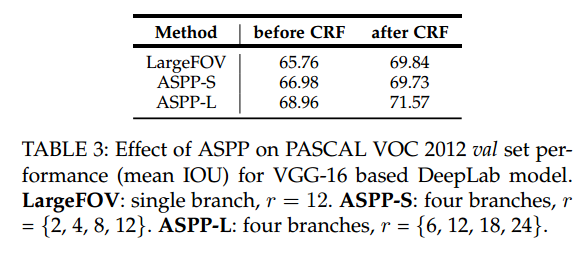 Method before CRF after CRF
LargeFOV 65.76 69.84
ASPP-S 66.98 69.73
ASPP-L 68.96 71.57
TABLE 3: Effect of ASPP on PASCAL VOC 2012 val set per-
formance (mean IOU) for VGG-16 based DeepLab model.
LargeFOV: single branch, r = 12. ASPP-S: four branches, r
= {2, 4, 8, 12}. ASPP-L: four branches, r = {6, 12, 18, 24}.